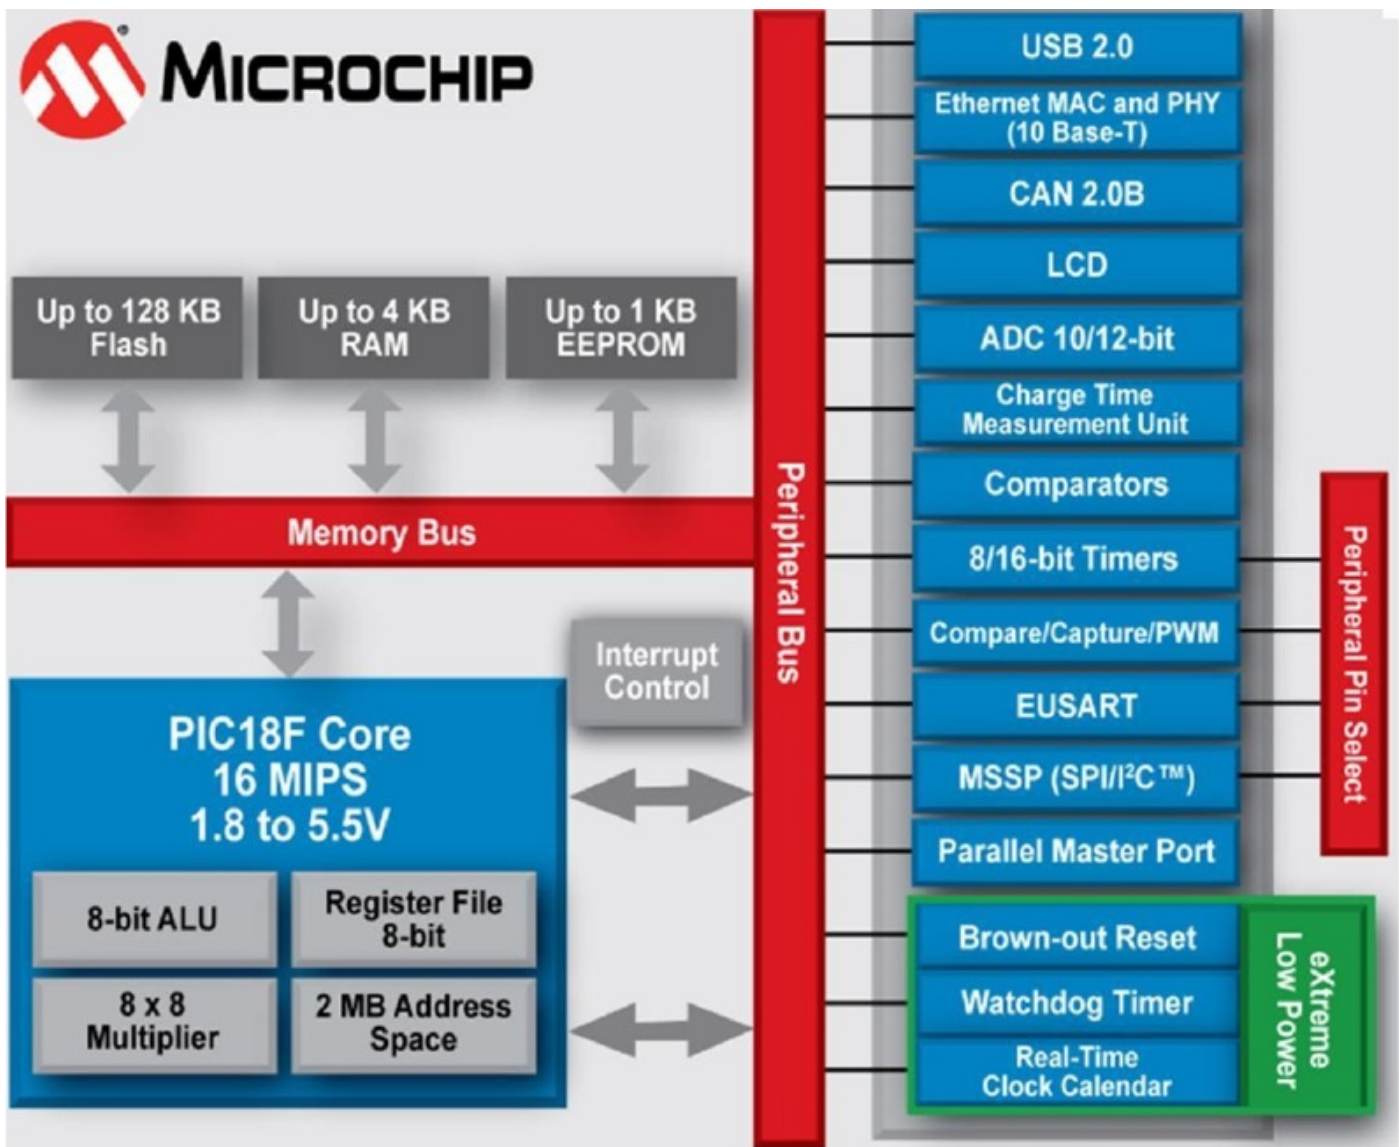 MICROCHIP
®
Up to 128 KB
Flash
Up to 4 KB
RAM
Up to 1 KB
EEPROM
Memory Bus
Interrupt
Control
PIC18F Core
16 MIPS
1.8 to 5.5V
8-bit ALU
Register File
8-bit
8 x 8
Multiplier
2 MB Address
Space
Peripheral Bus
USB 2.0
Ethernet MAC and PHY
(10 Base-T)
CAN 2.0B
LCD
ADC 10/12-bit
Charge Time
Measurement Unit
Comparators
8/16-bit Timers
Compare/Capture/PWM
EUSART
MSSP (SPI/I²C™)
Parallel Master Port
Brown-out Reset
Watchdog Timer
Real-Time
Clock Calendar
Peripheral Pin Select
eXtreme
Low Power